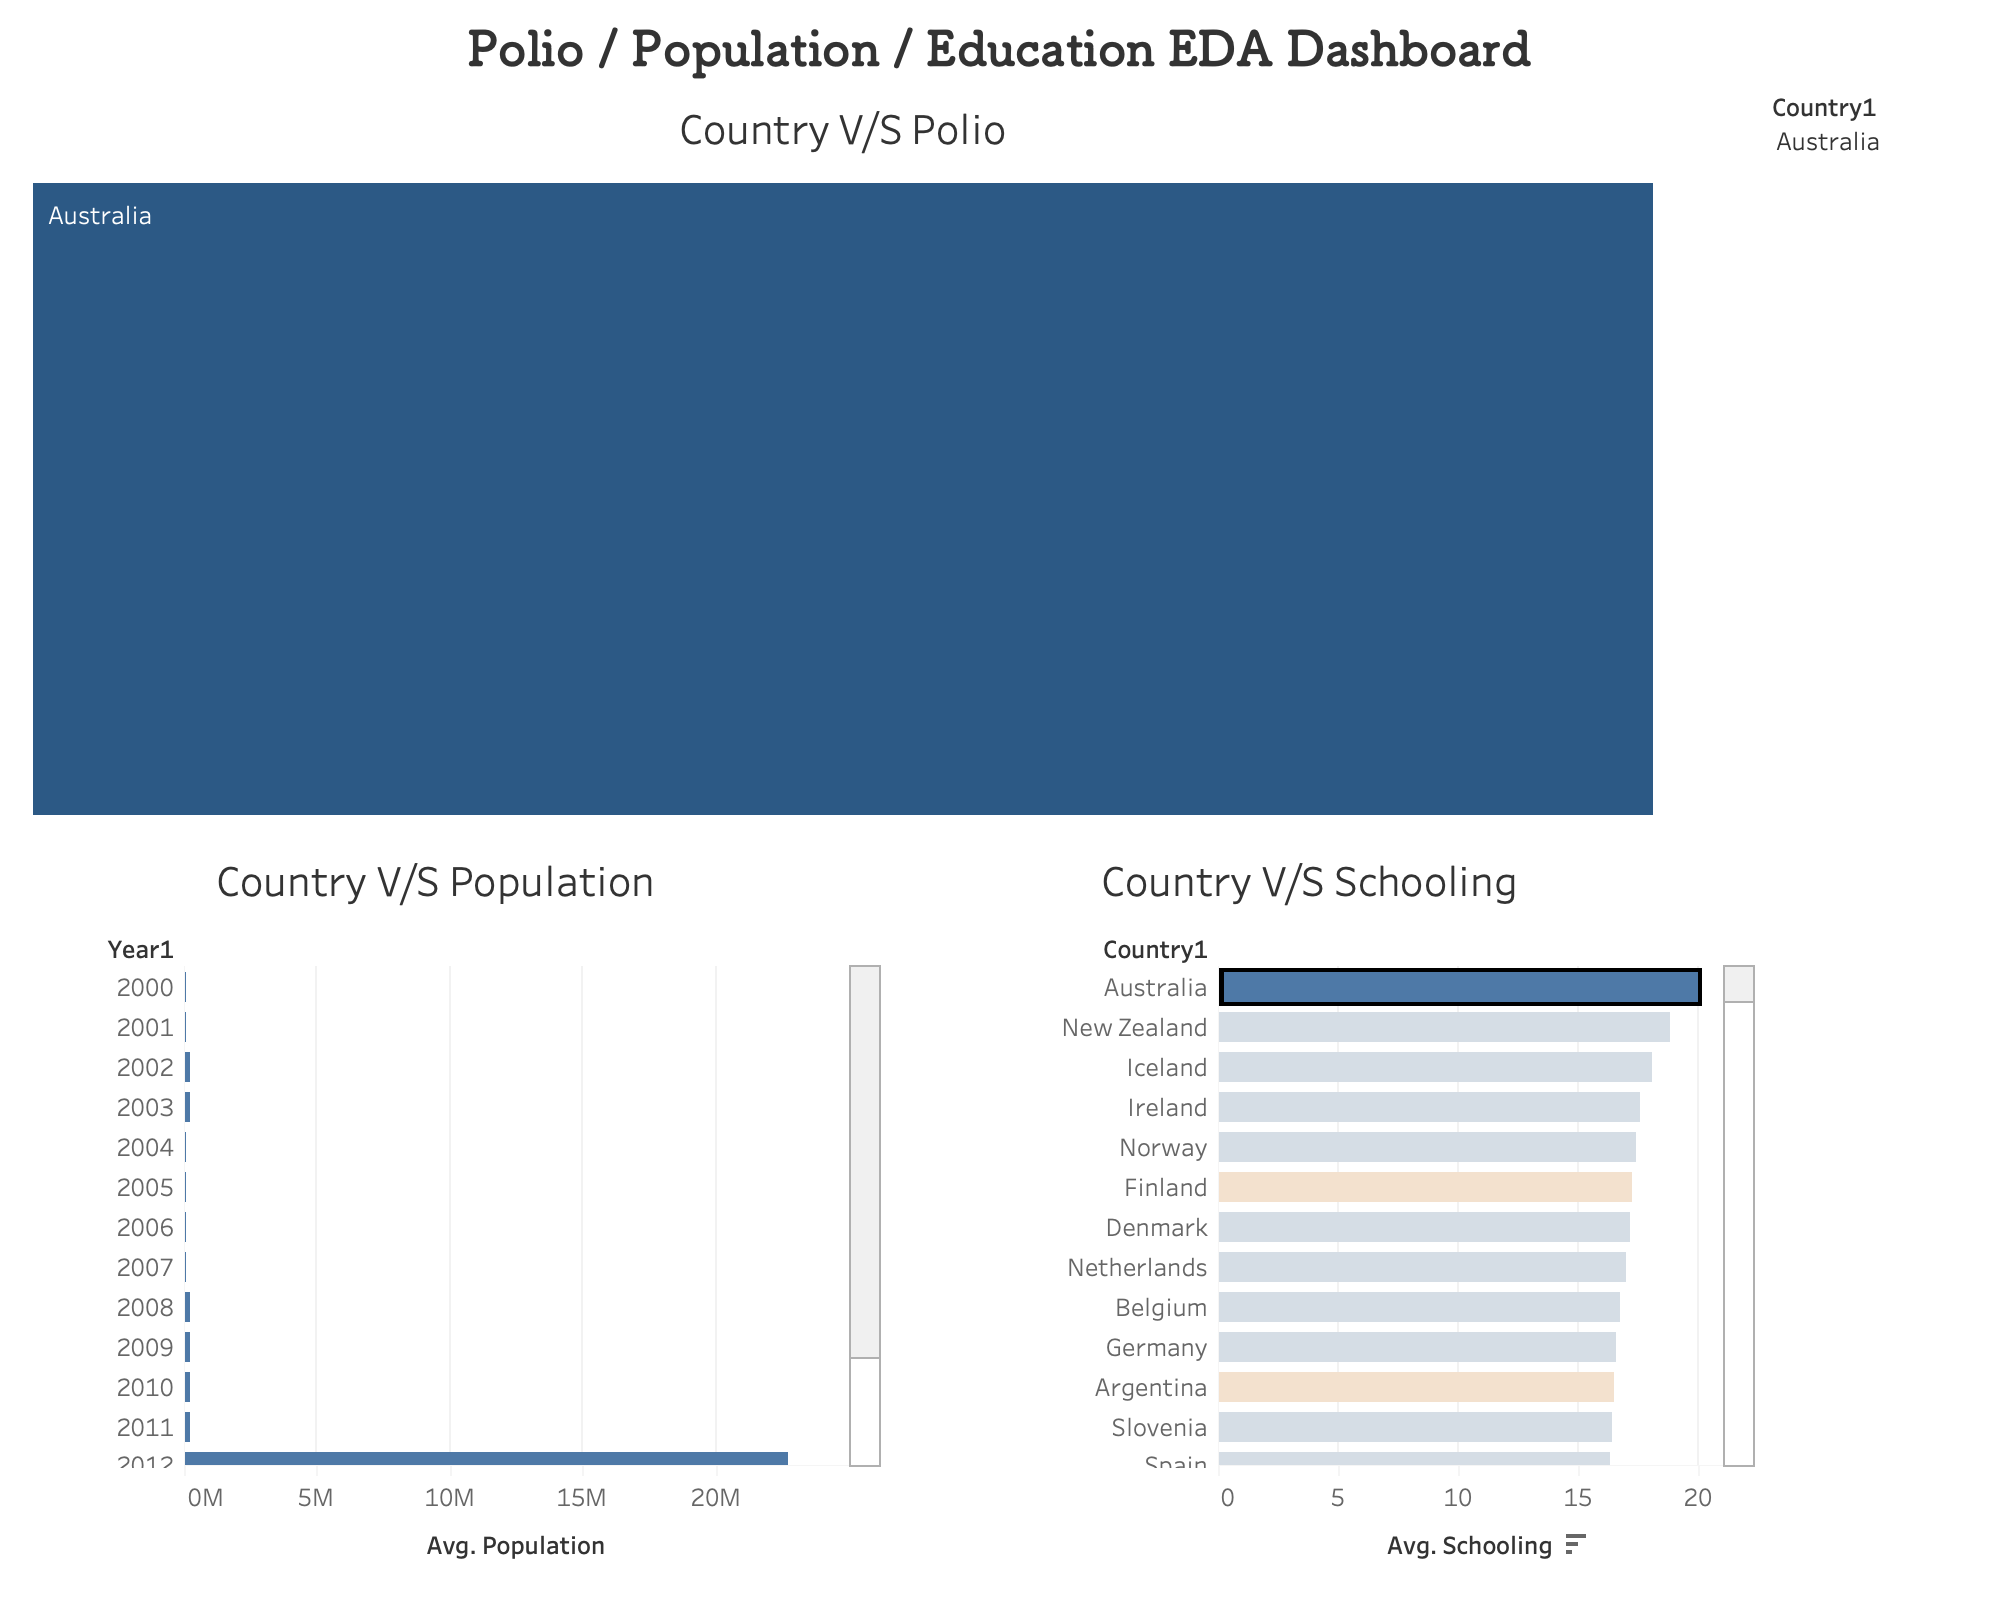 Polio / Population / Education EDA Dashboard
Country V/S Polio
Country1
Australia
Australia
Country V/S Population
Year1
2000
2001
2002
2003
2004
2005
2006
2007
2008
2009
2010
2011
2012
0M 5M 10M 15M 20M
Avg. Population
Country V/S Schooling
Country1
Australia
New Zealand
Iceland
Ireland
Norway
Finland
Denmark
Netherlands
Belgium
Germany
Argentina
Slovenia
Spain
0 5 10 15 20
Avg. Schooling